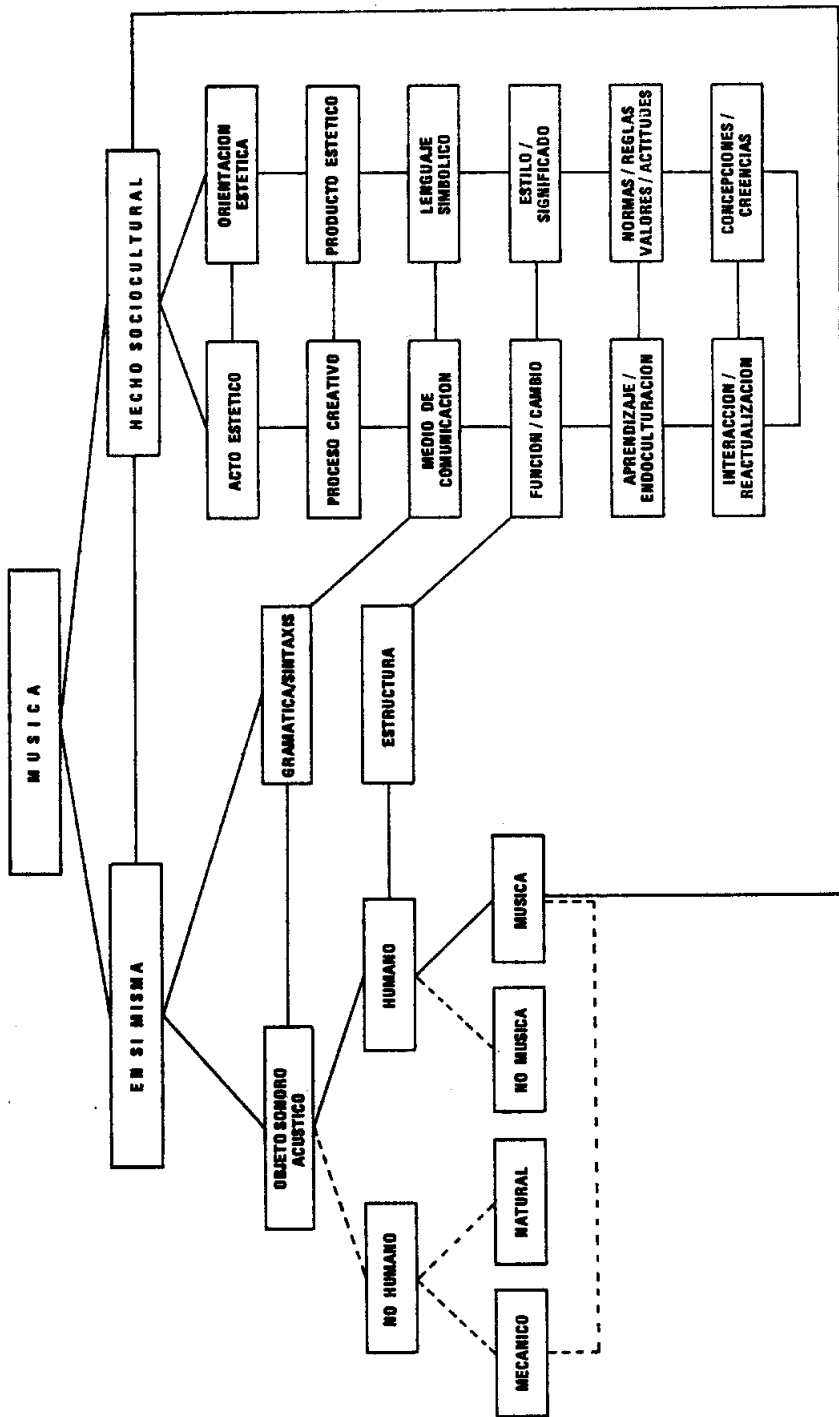 MUSICA
EN SI MISMA
HECHO SOCIOCULTURAL
OBJETO SONORO
ACUSTICO
GRAMATICA/SINTAXIS
ACTO ESTETICO
ORIENTACION
ESTETICA
NO HUMANO
HUMANO
ESTRUCTURA
PROCESO CREATIVO
PRODUCTO ESTETICO
MECANICO
NATURAL
NO MUSICA
MUSICA
MEDIO DE
COMUNICACION
LENGUAJE
SIMBOLICO
FUNCION / CAMBIO
ESTILO /
SIGNIFICADO
APRENDIZAJE /
ENDOCULTURACION
NORMAS / REGLAS
VALORES / ACTITUDES
INTERACCION /
REACTUALIZACION
CONCEPCIONES /
CREENCIAS